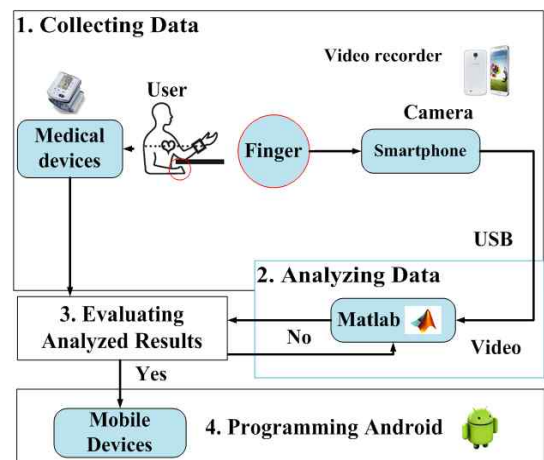 1. Collecting Data
Video recorder
User
Camera
Medical
devices
Finger
Smartphone
USB
2. Analyzing Data
3. Evaluating
Analyzed Results
Matlab
No
Video
Yes
Mobile
Devices
4. Programming Android